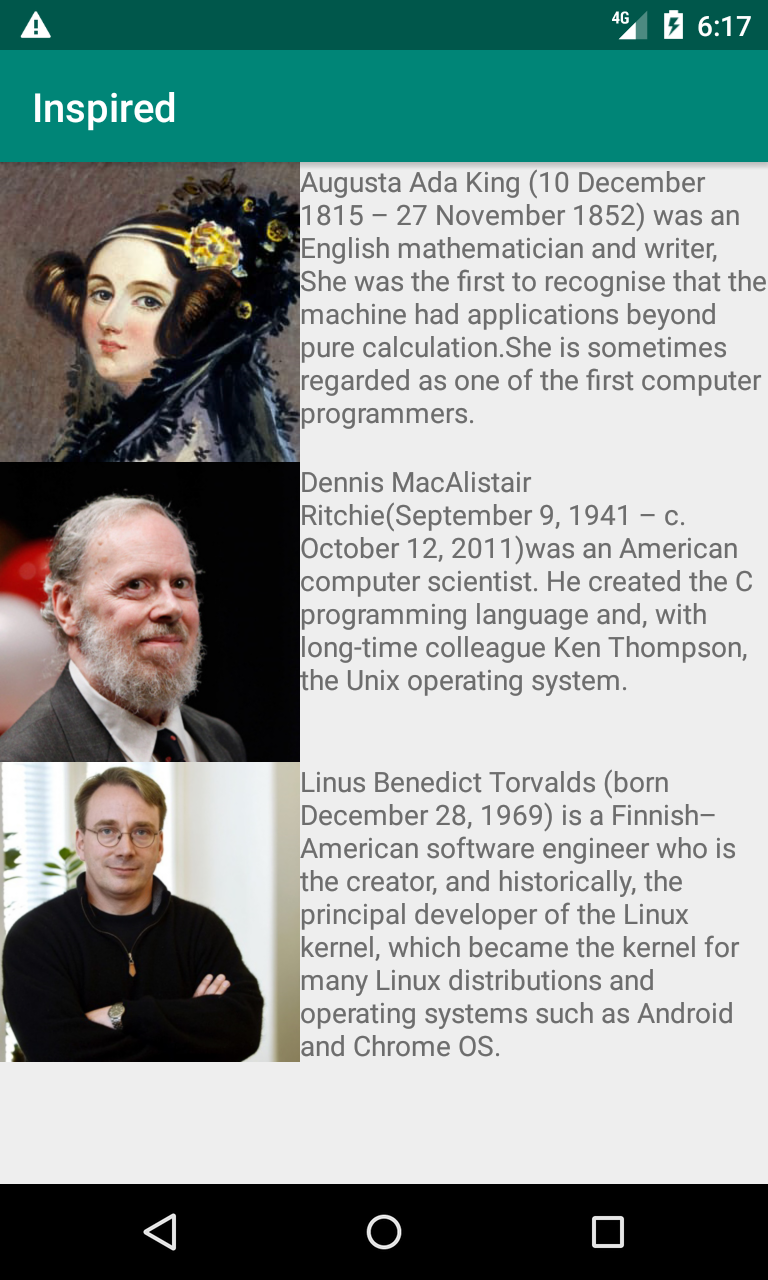 4G 6:17
Inspired
Augusta Ada King (10 December
1815 – 27 November 1852) was an
English mathematician and writer,
She was the first to recognise that the
machine had applications beyond
pure calculation.She is sometimes
regarded as one of the first computer
programmers.
Dennis MacAlistair
Ritchie(September 9, 1941 – c.
October 12, 2011)was an American
computer scientist. He created the C
programming language and, with
long-time colleague Ken Thompson,
the Unix operating system.
Linus Benedict Torvalds (born
December 28, 1969) is a Finnish–
American software engineer who is
the creator, and historically, the
principal developer of the Linux
kernel, which became the kernel for
many Linux distributions and
operating systems such as Android
and Chrome OS.